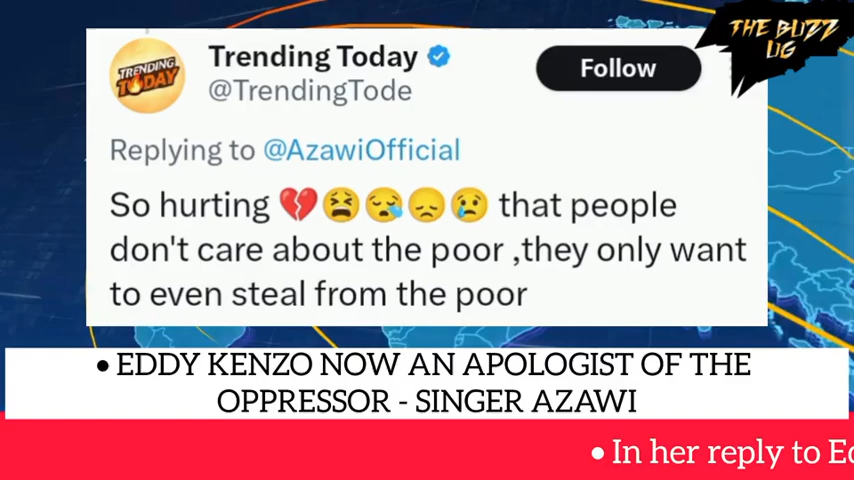 THE BUZZ
UG
TRENDING
TODAY
Trending Today
@TrendingTode
Follow
Replying to @AzawiOfficial
So hurting 💔😫😪😞😢 that people
don't care about the poor ,they only want
to even steal from the poor
• EDDY KENZO NOW AN APOLOGIST OF THE
OPPRESSOR - SINGER AZAWI
• In her reply to